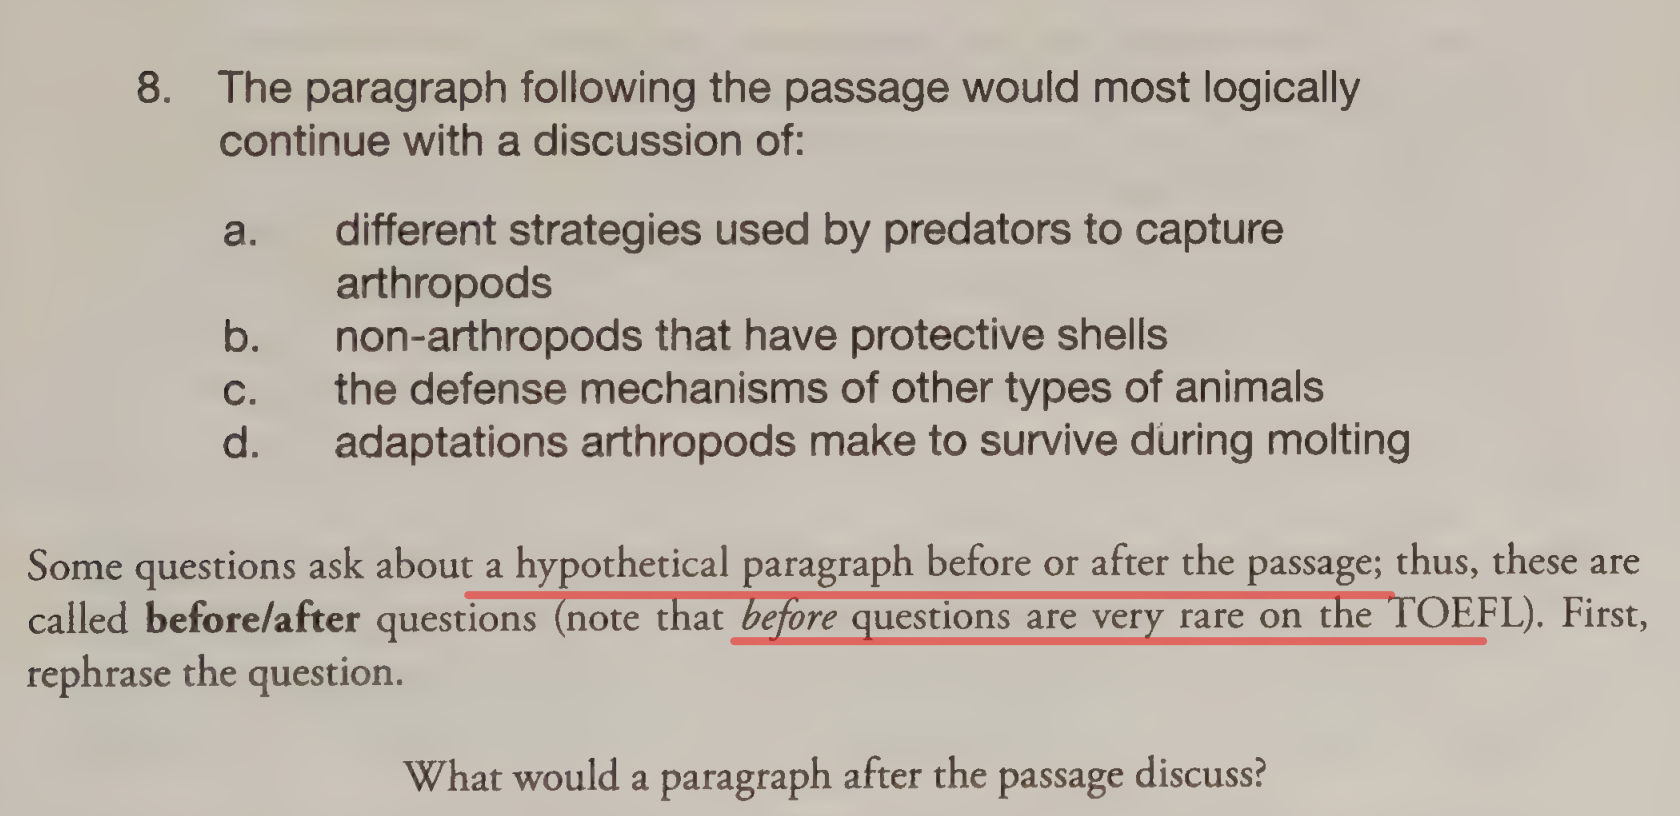 8. The paragraph following the passage would most logically
continue with a discussion of:
a. different strategies used by predators to capture
arthropods
b. non-arthropods that have protective shells
c. the defense mechanisms of other types of animals
d. adaptations arthropods make to survive during molting
Some questions ask about a hypothetical paragraph before or after the passage; thus, these are
called before/after questions (note that before questions are very rare on the TOEFL). First,
rephrase the question.
What would a paragraph after the passage discuss?